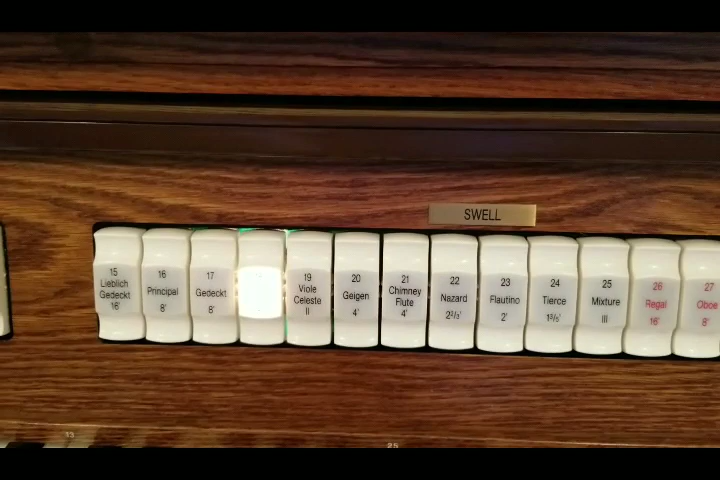 SWELL
15
Lieblich
Gedeckt
16'
16
Principal
8'
17
Gedeckt
8'
19
Viole
Celeste
II
20
Geigen
4'
21
Chimney
Flute
4'
22
Nazard
2²/₃'
23
Flautino
2'
24
Tierce
1³/₅'
25
Mixture
III
26
Regal
16'
27
Oboe
8'
13
25